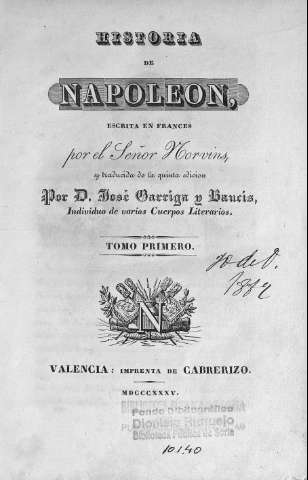 HISTORIA
DE
NAPOLEON,
ESCRITA EN FRANCES
por el Señor Norvins,
y traducida de la quinta edicion
Por D. José Garriga y Baucis,
Individuo de varios Cuerpos Literarios.
TOMO PRIMERO.
N
VALENCIA: IMPRENTA DE CABRERIZO.
MDCCCXXXV.
Fondo bibliográfico
Dionisio Ridruejo
Biblioteca Pública de Soria
10140